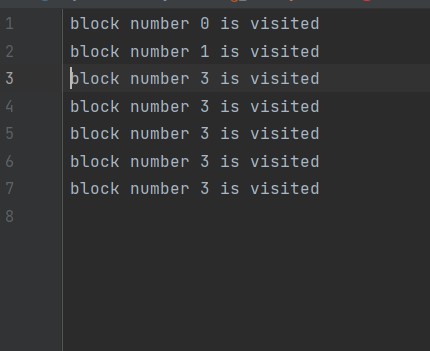 1 block number 0 is visited
2 block number 1 is visited
3 block number 3 is visited
4 block number 3 is visited
5 block number 3 is visited
6 block number 3 is visited
7 block number 3 is visited
8